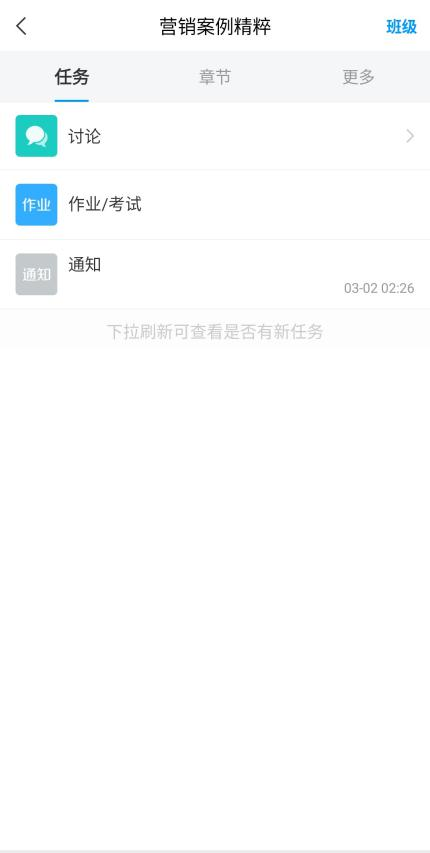 营销案例精粹 班级
任务 章节 更多
讨论
作业 作业/考试
通知 通知
03-02 02:26
下拉刷新可查看是否有新任务